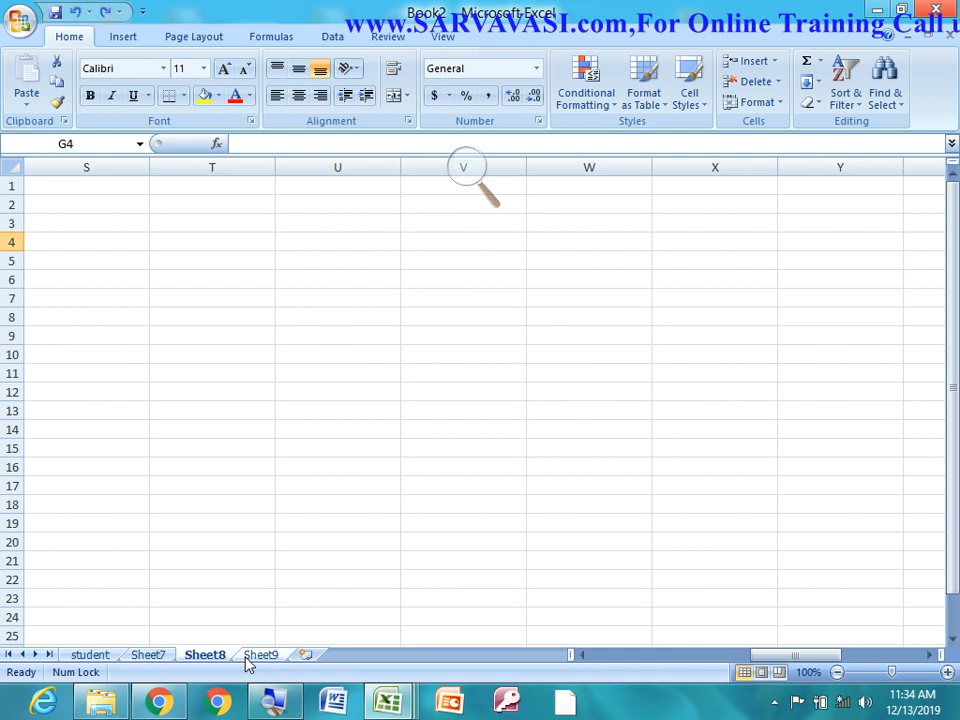 Book2 - Microsoft Excel
www.SARVAVASI.com,For Online Training Call u
Home Insert Page Layout Formulas Data Review View
Paste
Calibri 11 A A
General
Conditional Formatting
Format as Table
Cell Styles
Insert
Delete
Format
Σ
Sort & Filter
Find & Select
B I U A
$ % ,
Clipboard Font Alignment Number Styles Cells Editing
G4 fx
S T U V W X Y
1
2
3
4
5
6
7
8
9
10
11
12
13
14
15
16
17
18
19
20
21
22
23
24
25
student Sheet7 Sheet8 Sheet9
Ready Num Lock 100%
11:34 AM
12/13/2019